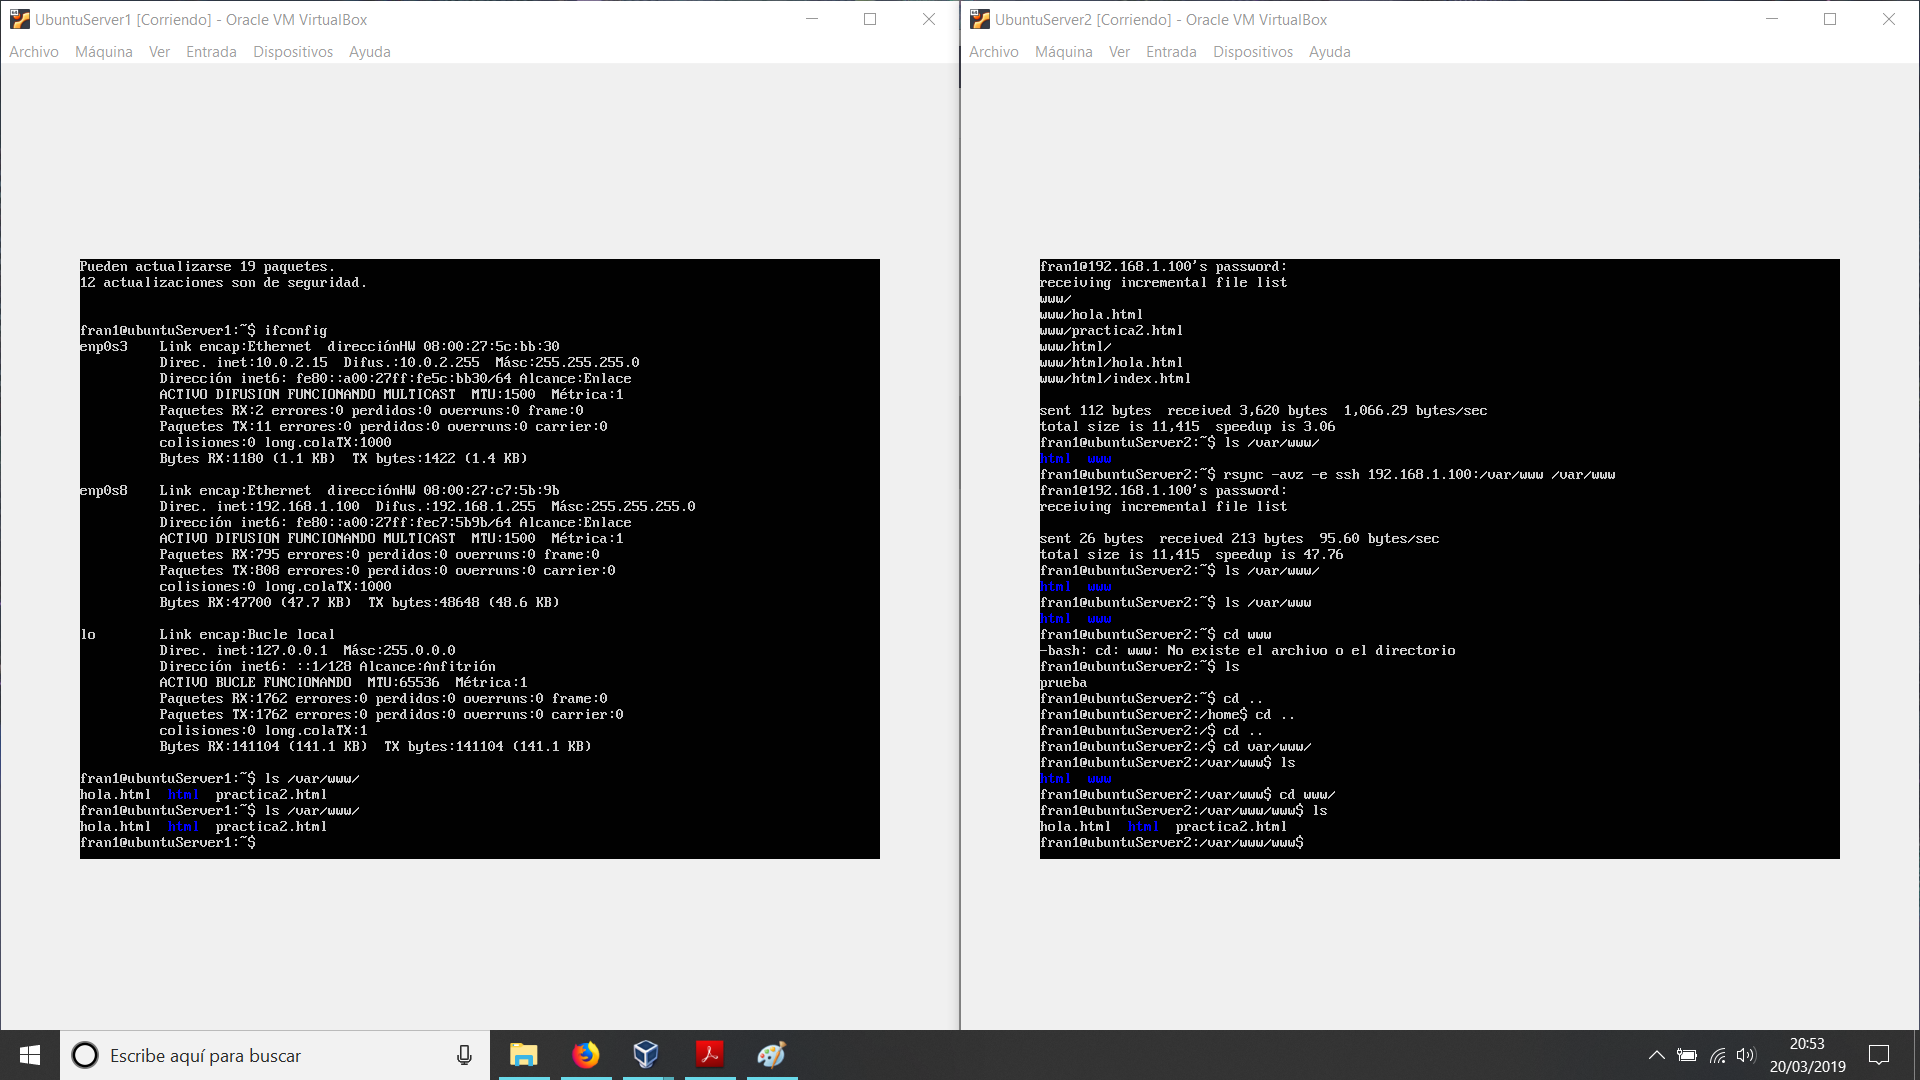 UbuntuServer1 [Corriendo] - Oracle VM VirtualBox
Archivo Máquina Ver Entrada Dispositivos Ayuda
Pueden actualizarse 19 paquetes.
12 actualizaciones son de seguridad.
fran1@ubuntuServer1:~$ ifconfig
enp0s3 Link encap:Ethernet direcciónHW 08:00:27:5c:bb:30
Direc. inet:10.0.2.15 Difus.:10.0.2.255 Másc:255.255.255.0
Dirección inet6: fe80::a00:27ff:fe5c:bb30/64 Alcance:Enlace
ACTIVO DIFUSION FUNCIONANDO MULTICAST MTU:1500 Métrica:1
Paquetes RX:2 errores:0 perdidos:0 overruns:0 frame:0
Paquetes TX:11 errores:0 perdidos:0 overruns:0 carrier:0
colisiones:0 long.colaTX:1000
Bytes RX:1180 (1.1 KB) TX bytes:1422 (1.4 KB)
enp0s8 Link encap:Ethernet direcciónHW 08:00:27:c7:5b:9b
Direc. inet:192.168.1.100 Difus.:192.168.1.255 Másc:255.255.255.0
Dirección inet6: fe80::a00:27ff:fec7:5b9b/64 Alcance:Enlace
ACTIVO DIFUSION FUNCIONANDO MULTICAST MTU:1500 Métrica:1
Paquetes RX:795 errores:0 perdidos:0 overruns:0 frame:0
Paquetes TX:808 errores:0 perdidos:0 overruns:0 carrier:0
colisiones:0 long.colaTX:1000
Bytes RX:47700 (47.7 KB) TX bytes:48648 (48.6 KB)
lo Link encap:Bucle local
Direc. inet:127.0.0.1 Másc:255.0.0.0
Dirección inet6: ::1/128 Alcance:Anfitrión
ACTIVO BUCLE FUNCIONANDO MTU:65536 Métrica:1
Paquetes RX:1762 errores:0 perdidos:0 overruns:0 frame:0
Paquetes TX:1762 errores:0 perdidos:0 overruns:0 carrier:0
colisiones:0 long.colaTX:1
Bytes RX:141104 (141.1 KB) TX bytes:141104 (141.1 KB)
fran1@ubuntuServer1:~$ ls /var/www/
hola.html html practica2.html
fran1@ubuntuServer1:~$ ls /var/www/
hola.html html practica2.html
fran1@ubuntuServer1:~$
UbuntuServer2 [Corriendo] - Oracle VM VirtualBox
Archivo Máquina Ver Entrada Dispositivos Ayuda
fran1@192.168.1.100's password:
receiving incremental file list
www/
www/hola.html
www/practica2.html
www/html/
www/html/hola.html
www/html/index.html
sent 112 bytes received 3,620 bytes 1,066.29 bytes/sec
total size is 11,415 speedup is 3.06
fran1@ubuntuServer2:~$ ls /var/www/
html www
fran1@ubuntuServer2:~$ rsync -avz -e ssh 192.168.1.100:/var/www /var/www
fran1@192.168.1.100's password:
receiving incremental file list
sent 26 bytes received 213 bytes 95.60 bytes/sec
total size is 11,415 speedup is 47.76
fran1@ubuntuServer2:~$ ls /var/www/
html www
fran1@ubuntuServer2:~$ ls /var/www
html www
fran1@ubuntuServer2:~$ cd www
-bash: cd: www: No existe el archivo o el directorio
fran1@ubuntuServer2:~$ ls
prueba
fran1@ubuntuServer2:~$ cd ..
fran1@ubuntuServer2:/home$ cd ..
fran1@ubuntuServer2:/$ cd ..
fran1@ubuntuServer2:/$ cd var/www/
fran1@ubuntuServer2:/var/www$ ls
html www
fran1@ubuntuServer2:/var/www$ cd www/
fran1@ubuntuServer2:/var/www/www$ ls
hola.html html practica2.html
fran1@ubuntuServer2:/var/www/www$
Escribe aquí para buscar
20:53
20/03/2019